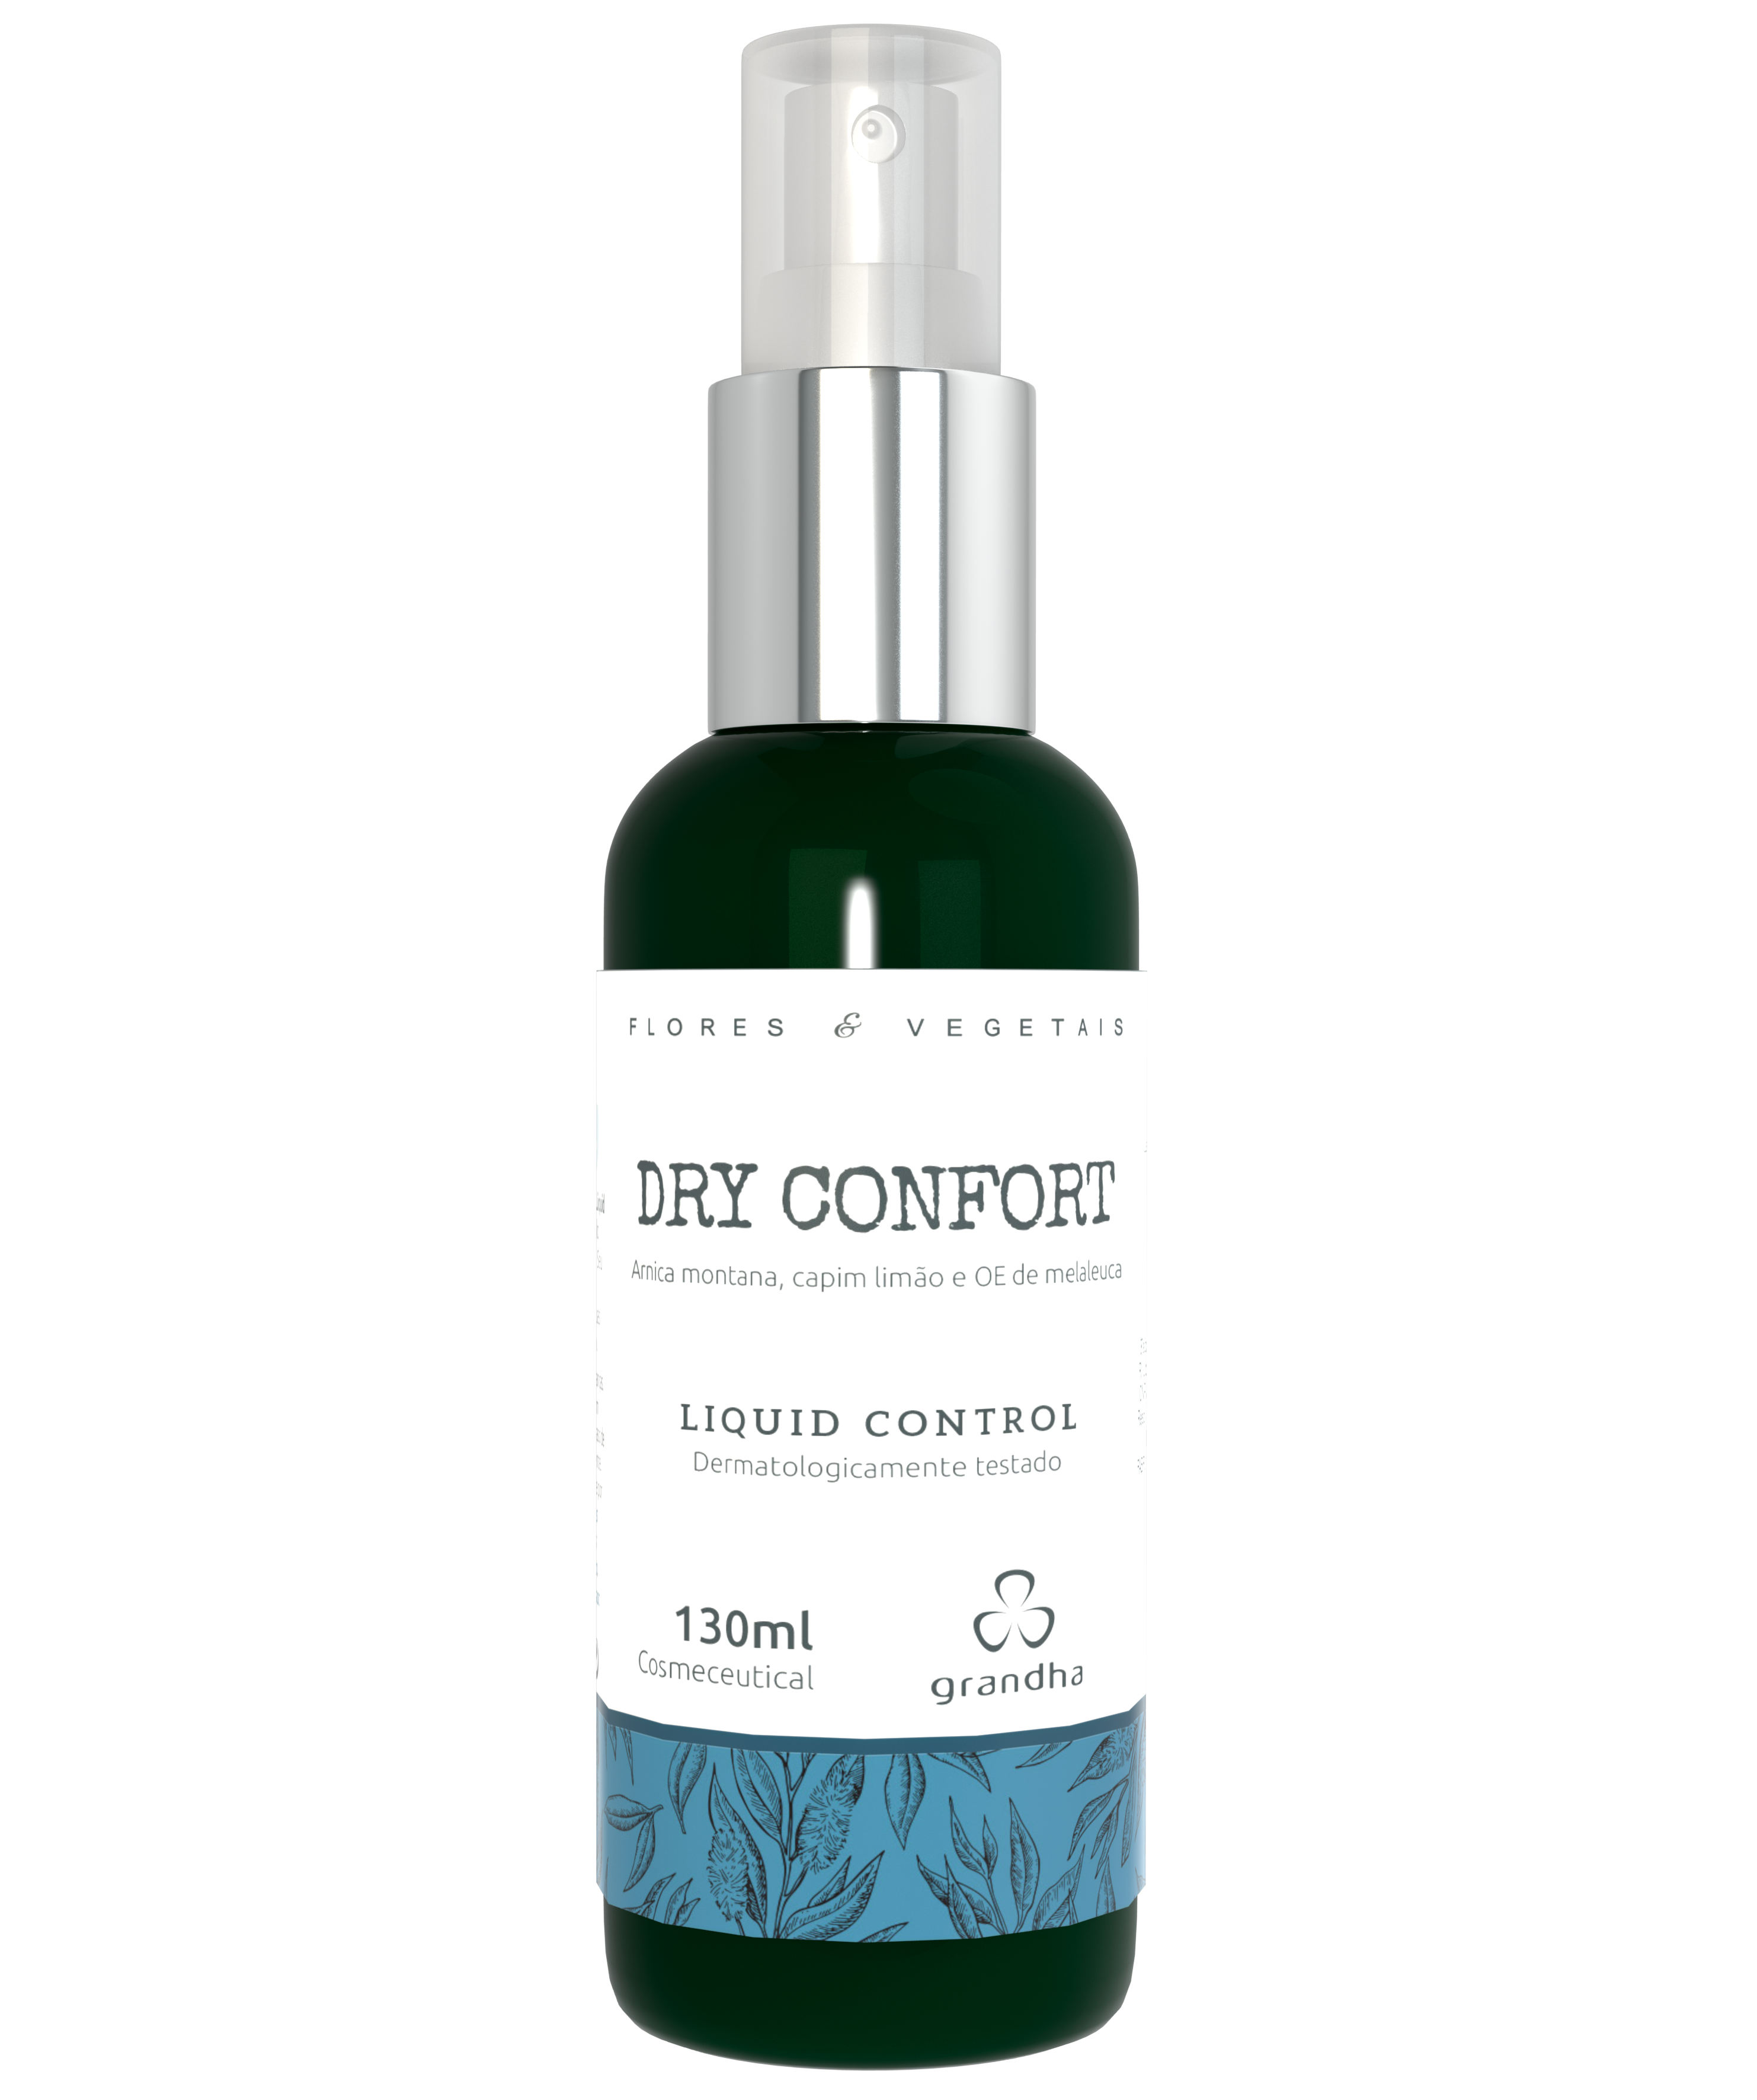 FLORES & VEGETAIS
DRY CONFORT
Arnica montana, capim limão e OE de melaleuca
LIQUID CONTROL
Dermatologicamente testado
130ml
Cosmeceutical
grandha